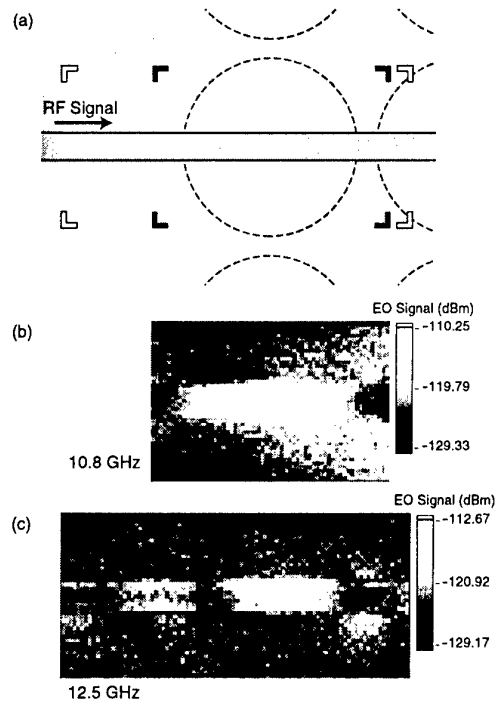 (a)
RF Signal
EO Signal (dBm)
(b)
-110.25
-119.79
-129.33
10.8 GHz
EO Signal (dBm)
(c)
-112.67
-120.92
-129.17
12.5 GHz